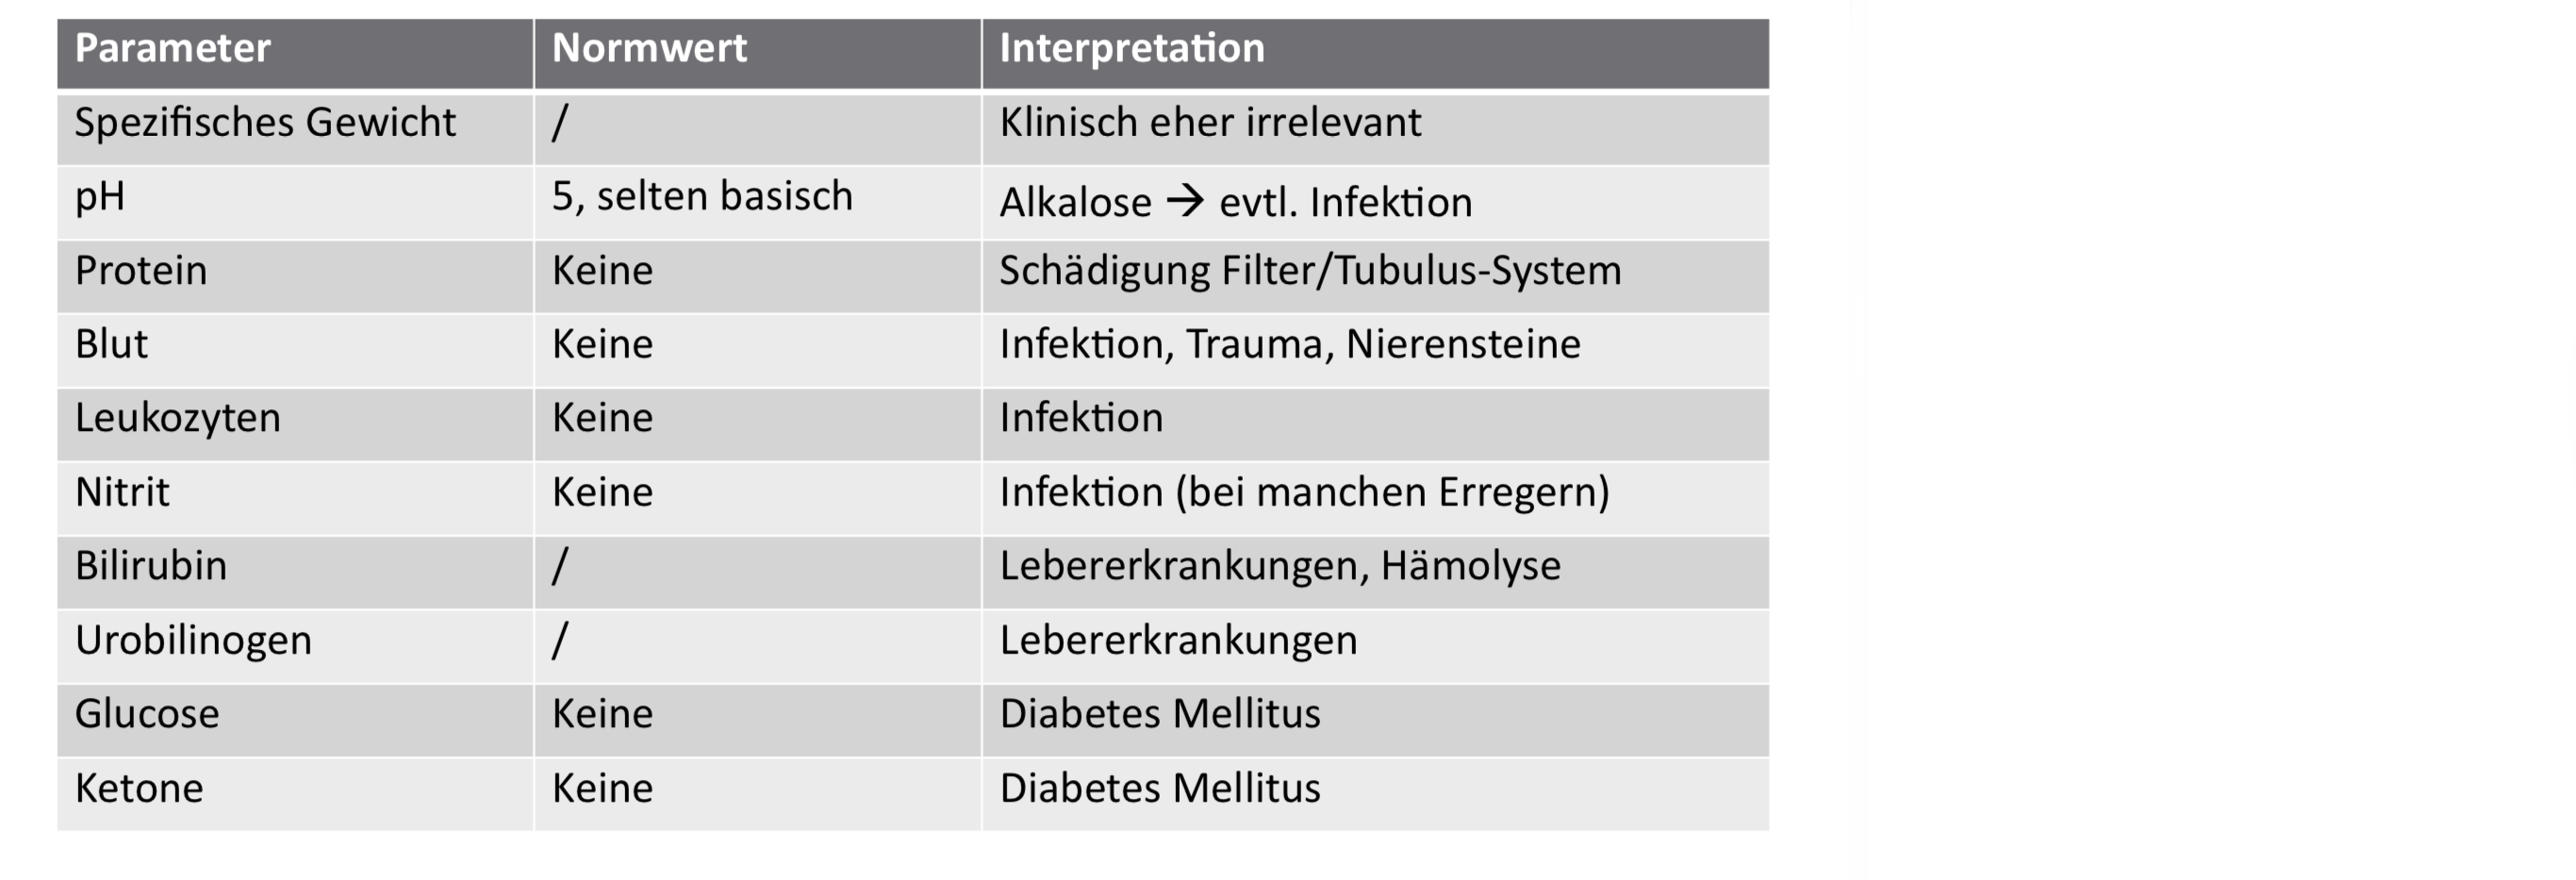 Parameter Normwert Interpretation
Spezifisches Gewicht / Klinisch eher irrelevant
pH 5, selten basisch Alkalose → evtl. Infektion
Protein Keine Schädigung Filter/Tubulus-System
Blut Keine Infektion, Trauma, Nierensteine
Leukozyten Keine Infektion
Nitrit Keine Infektion (bei manchen Erregern)
Bilirubin / Lebererkrankungen, Hämolyse
Urobilinogen / Lebererkrankungen
Glucose Keine Diabetes Mellitus
Ketone Keine Diabetes Mellitus